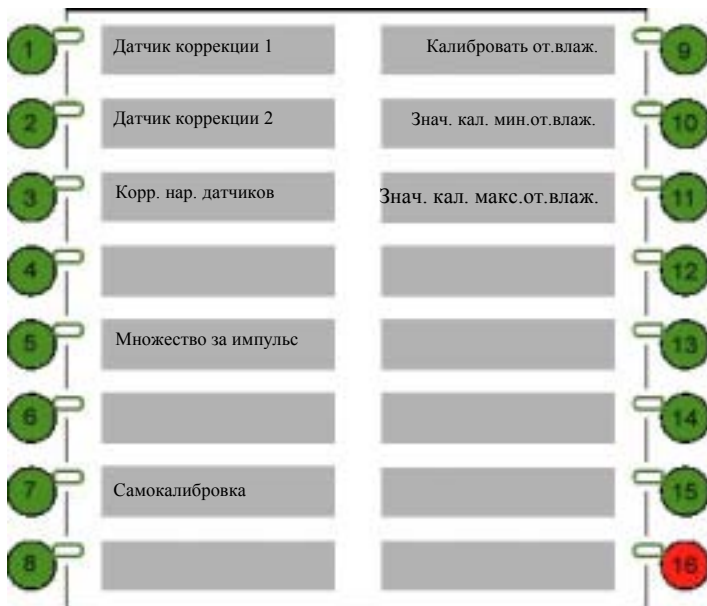 1 Датчик коррекции 1 Калибровать от.влаж. 9
2 Датчик коррекции 2 Знач. кал. мин.от.влаж. 10
3 Корр. нар. датчиков Знач. кал. макс.от.влаж. 11
4 12
5 Множество за импульс 13
6 14
7 Самокалибровка 15
8 16